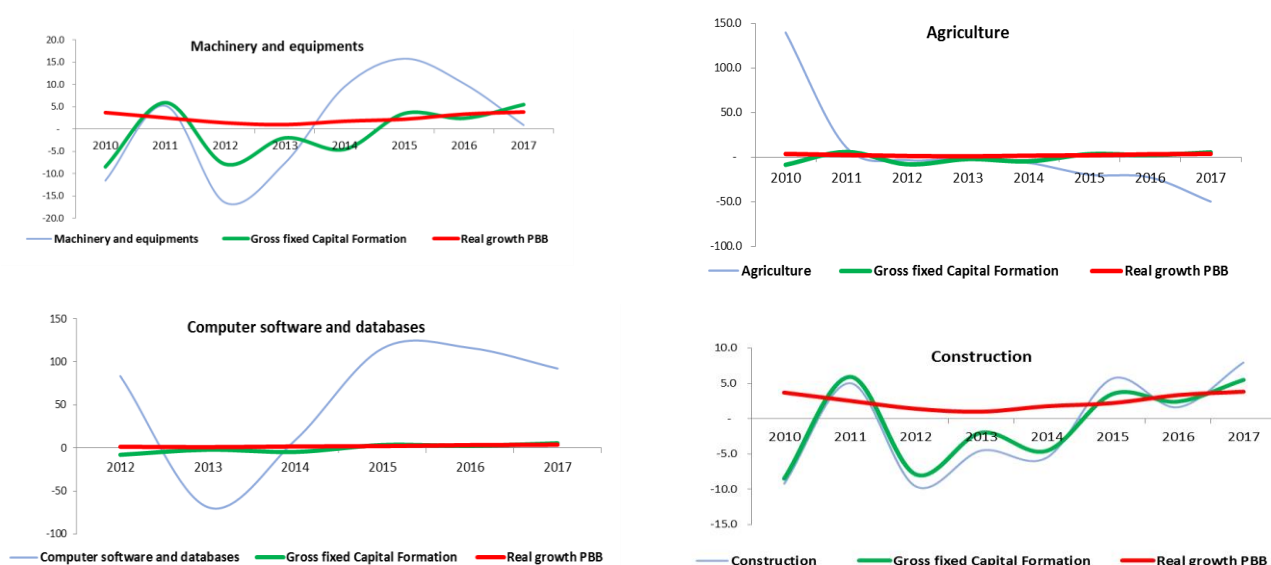 Machinery and equipments
20.0
15.0
10.0
5.0
-
-5.0
-10.0
-15.0
-20.0
2010 2011 2012 2013 2014 2015 2016 2017
Machinery and equipments Gross fixed Capital Formation Real growth PBB
Agriculture
150.0
100.0
50.0
-
-50.0
-100.0
2010 2011 2012 2013 2014 2015 2016 2017
Agriculture Gross fixed Capital Formation Real growth PBB
Computer software and databases
150
100
50
0
-50
-100
2012 2013 2014 2015 2016 2017
Computer software and databases Gross fixed Capital Formation Real growth PBB
Construction
10.0
5.0
-
-5.0
-10.0
-15.0
2010 2011 2012 2013 2014 2015 2016 2017
Construction Gross fixed Capital Formation Real growth PBB